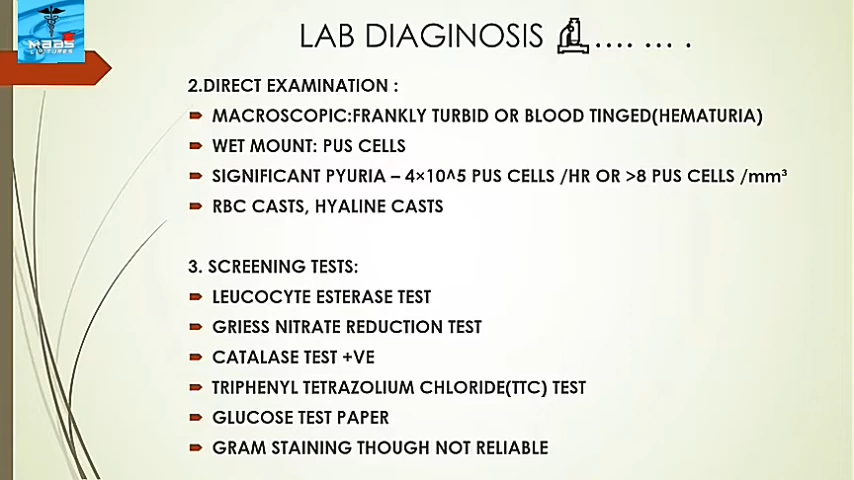 MAAS
LECTURES
LAB DIAGNOSIS .... ... .
2.DIRECT EXAMINATION :
MACROSCOPIC:FRANKLY TURBID OR BLOOD TINGED(HEMATURIA)
WET MOUNT: PUS CELLS
SIGNIFICANT PYURIA – 4×10^5 PUS CELLS /HR OR >8 PUS CELLS /mm³
RBC CASTS, HYALINE CASTS
3. SCREENING TESTS:
LEUCOCYTE ESTERASE TEST
GRIESS NITRATE REDUCTION TEST
CATALASE TEST +VE
TRIPHENYL TETRAZOLIUM CHLORIDE(TTC) TEST
GLUCOSE TEST PAPER
GRAM STAINING THOUGH NOT RELIABLE